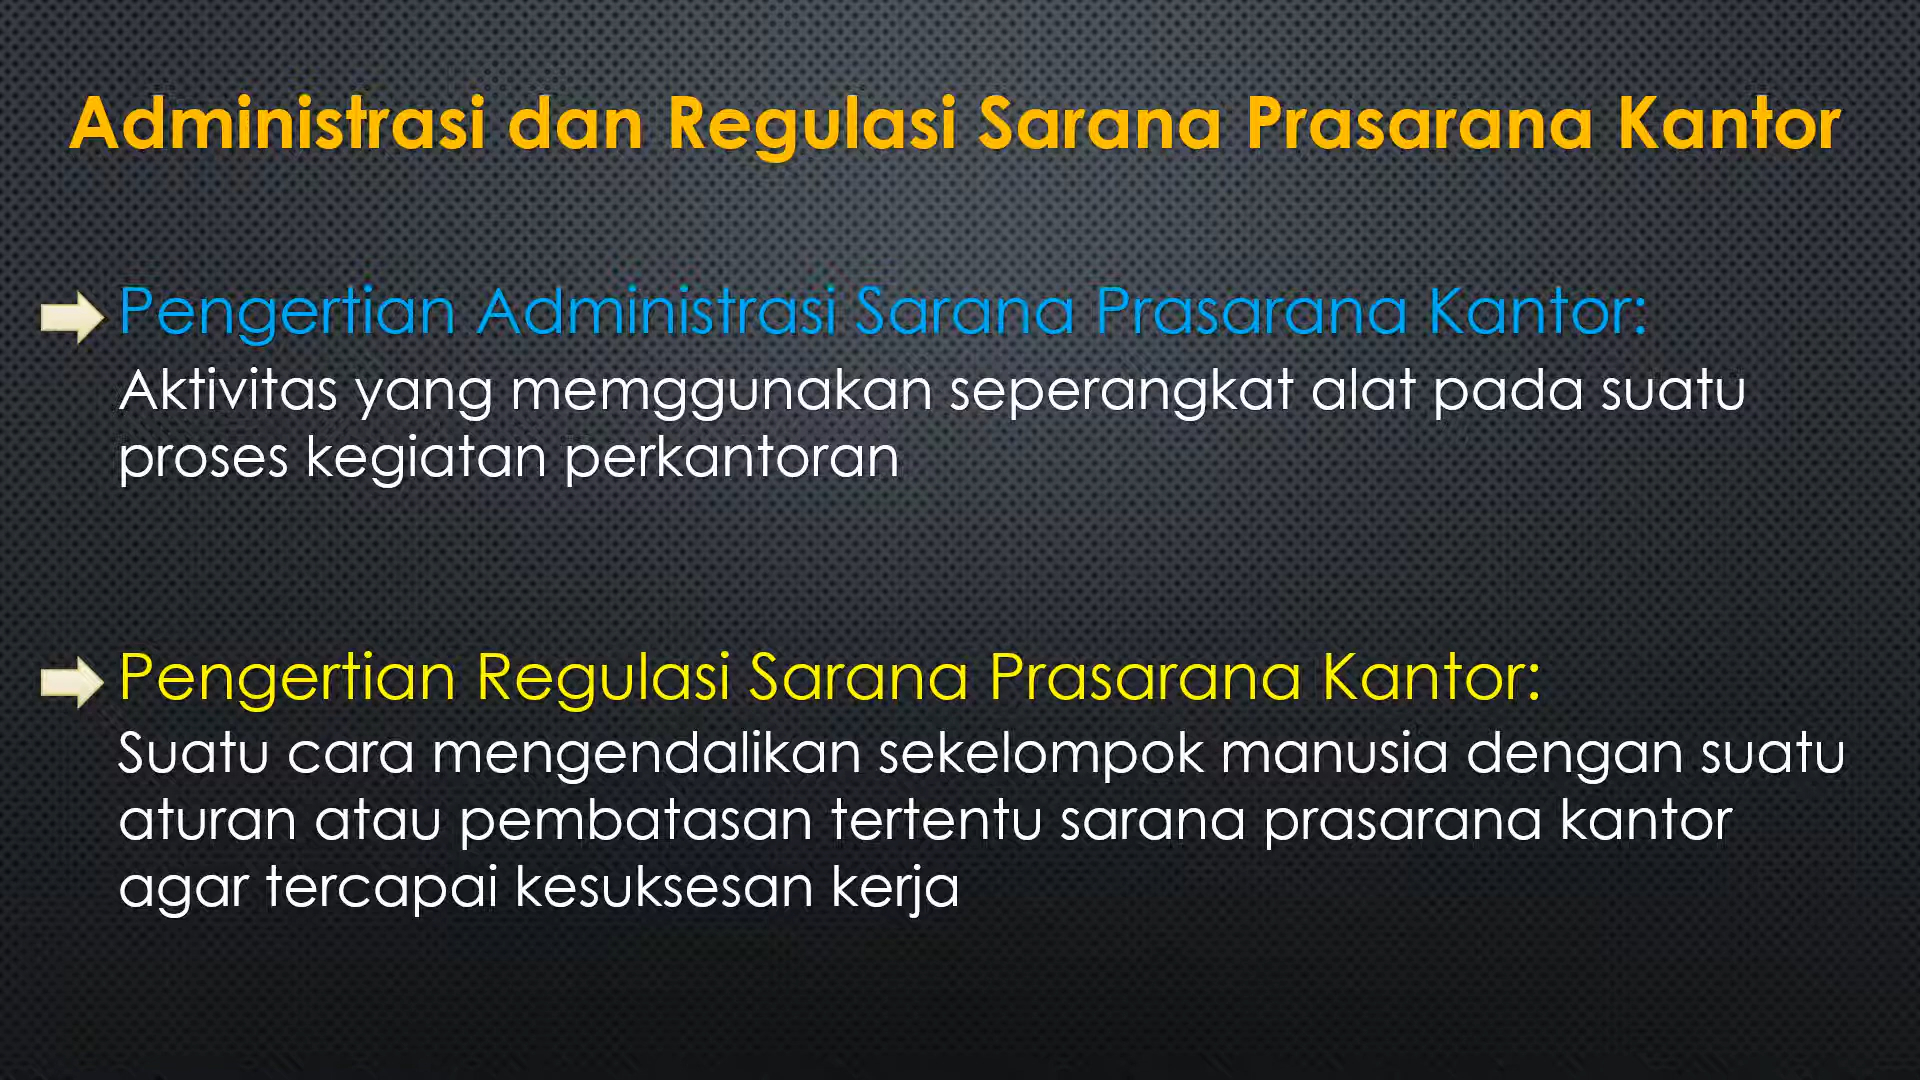 Administrasi dan Regulasi Sarana Prasarana Kantor
Pengertian Administrasi Sarana Prasarana Kantor:
Aktivitas yang memggunakan seperangkat alat pada suatu
proses kegiatan perkantoran
Pengertian Regulasi Sarana Prasarana Kantor:
Suatu cara mengendalikan sekelompok manusia dengan suatu
aturan atau pembatasan tertentu sarana prasarana kantor
agar tercapai kesuksesan kerja